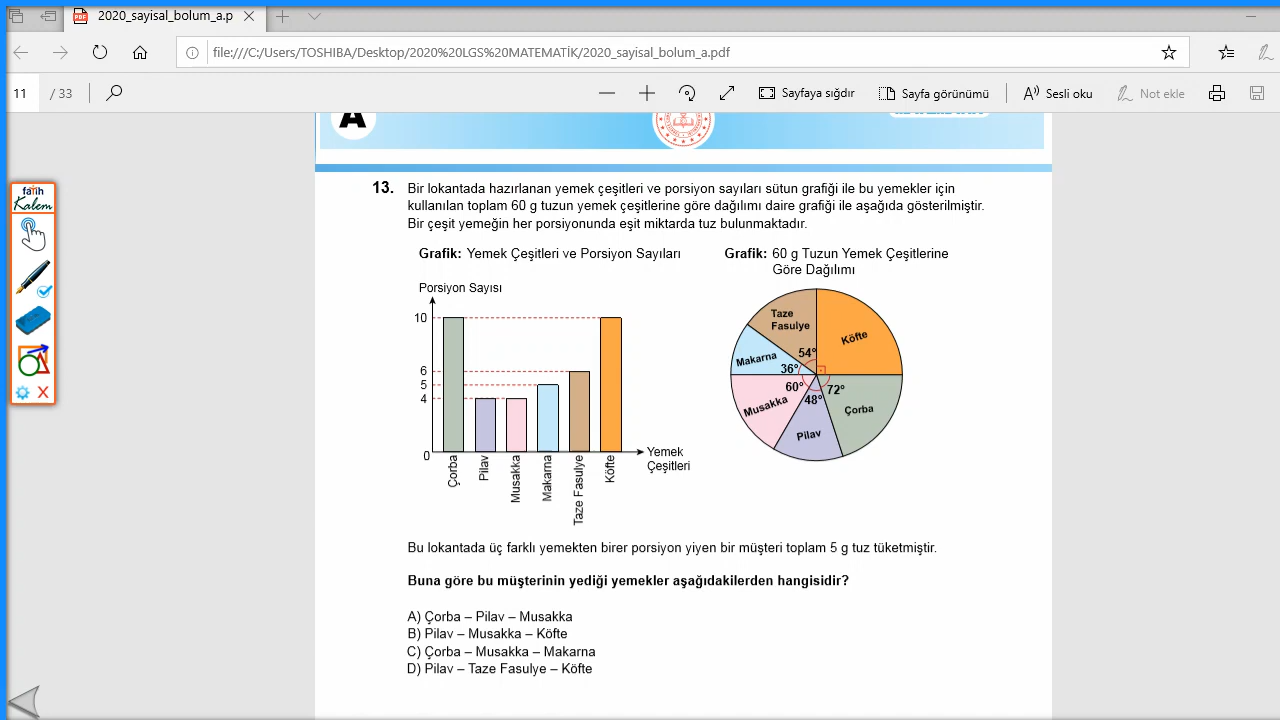 2020_sayisal_bolum_a.p
file:///C:/Users/TOSHIBA/Desktop/2020%20LGS%20MATEMATİK/2020_sayisal_bolum_a.pdf
11 / 33
Sayfaya sığdır
Sayfa görünümü
Sesli oku
Not ekle
A
fatih
Kalem
13. Bir lokantada hazırlanan yemek çeşitleri ve porsiyon sayıları sütun grafiği ile bu yemekler için
kullanılan toplam 60 g tuzun yemek çeşitlerine göre dağılımı daire grafiği ile aşağıda gösterilmiştir.
Bir çeşit yemeğin her porsiyonunda eşit miktarda tuz bulunmaktadır.
Grafik: Yemek Çeşitleri ve Porsiyon Sayıları
Porsiyon Sayısı
10
6
5
4
0
Yemek
Çeşitleri
Çorba
Pilav
Musakka
Makarna
Taze Fasulye
Köfte
Grafik: 60 g Tuzun Yemek Çeşitlerine
Göre Dağılımı
Taze
Fasulye
Köfte
Makarna
54°
36°
60°
72°
48°
Musakka
Çorba
Pilav
Bu lokantada üç farklı yemekten birer porsiyon yiyen bir müşteri toplam 5 g tuz tüketmiştir.
Buna göre bu müşterinin yediği yemekler aşağıdakilerden hangisidir?
A) Çorba – Pilav – Musakka
B) Pilav – Musakka – Köfte
C) Çorba – Musakka – Makarna
D) Pilav – Taze Fasulye – Köfte